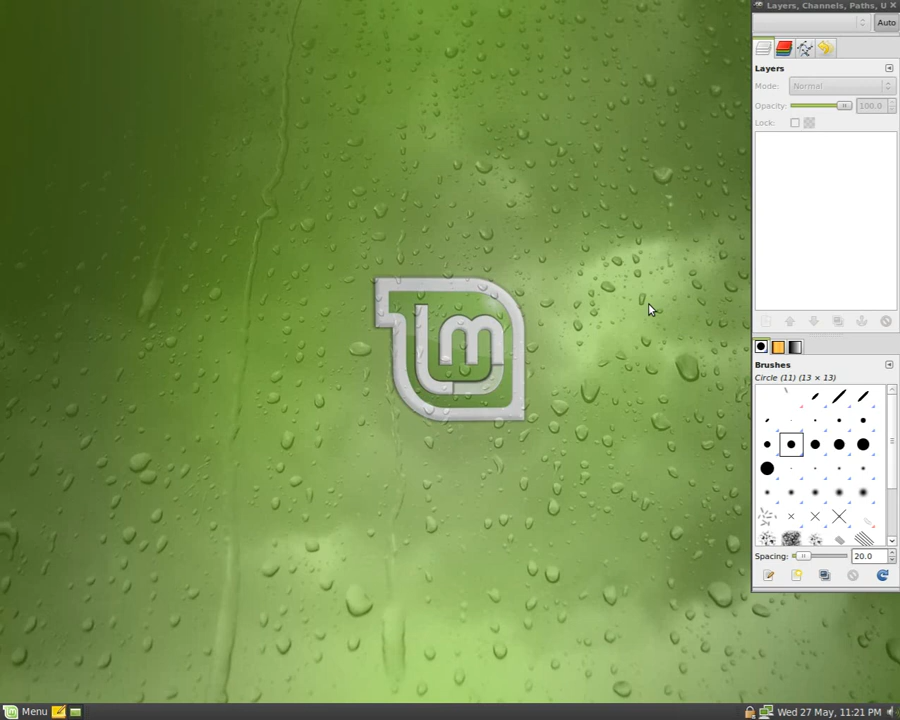 Layers, Channels, Paths, U
Auto
Layers
Mode: Normal
Opacity: 100.0
Lock:
lm
Brushes
Circle (11) (13 × 13)
Spacing: 20.0
Menu
Wed 27 May, 11:21 PM